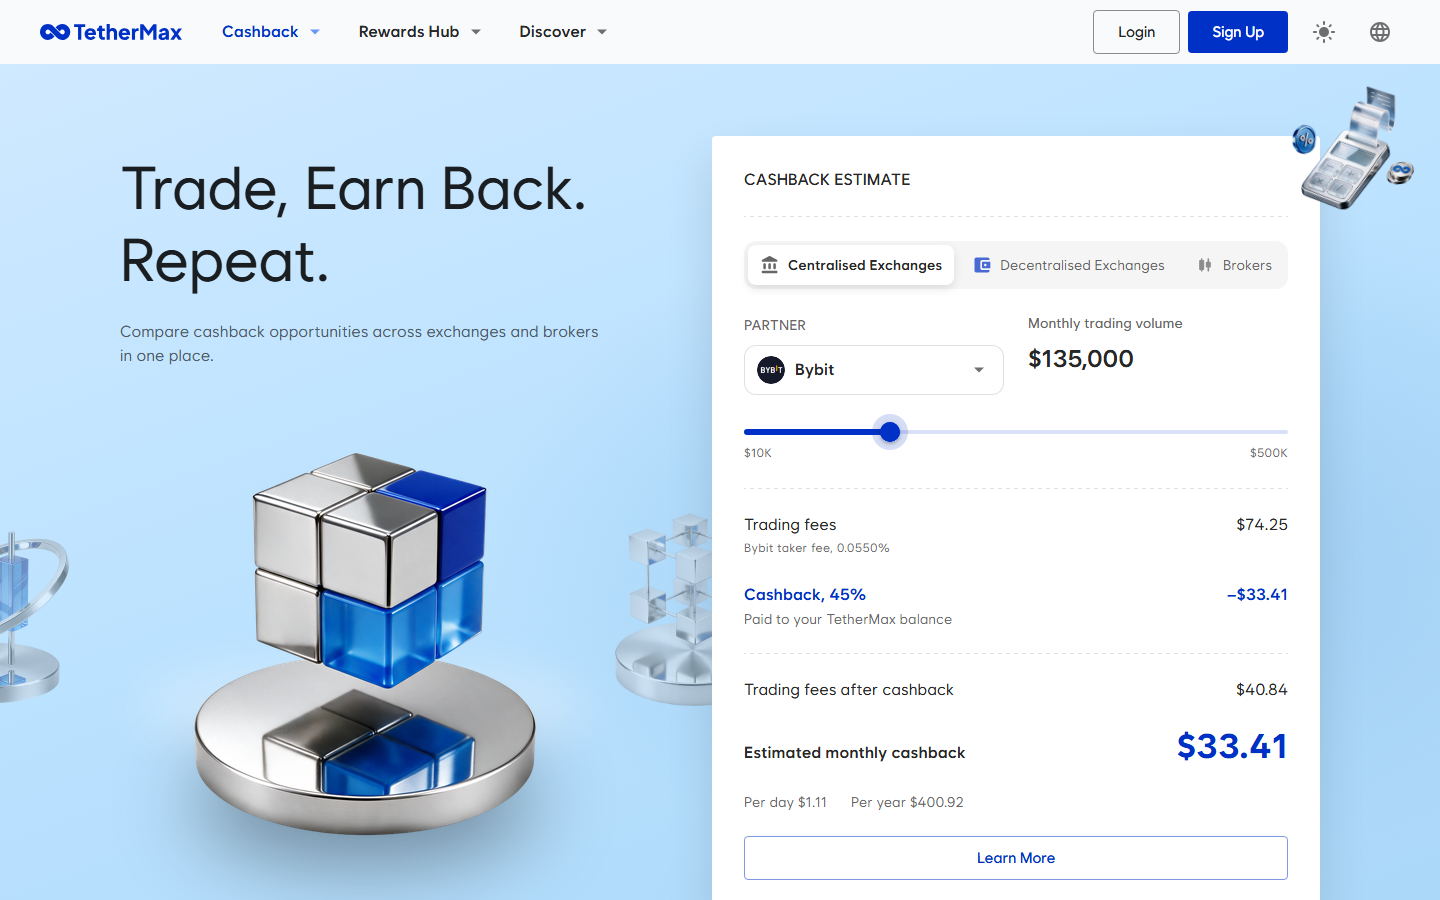 TetherMax
Cashback
Rewards Hub
Discover
Login
Sign Up
Trade, Earn Back.
Repeat.
Compare cashback opportunities across exchanges and brokers
in one place.
CASHBACK ESTIMATE
Centralised Exchanges
Decentralised Exchanges
Brokers
PARTNER
BYBIT
Bybit
Monthly trading volume
$135,000
$10K
$500K
Trading fees
$74.25
Bybit taker fee, 0.0550%
Cashback, 45%
–$33.41
Paid to your TetherMax balance
Trading fees after cashback
$40.84
Estimated monthly cashback
$33.41
Per day $1.11
Per year $400.92
Learn More
%